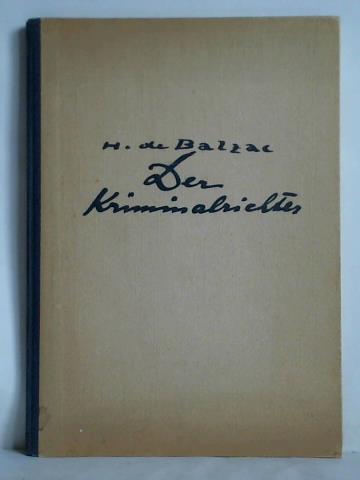 H. de Balzac
Der
Kriminalrichter